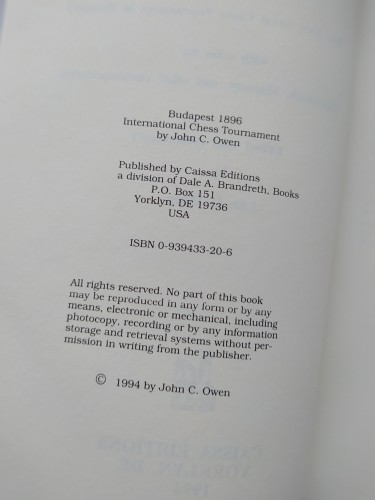 Budapest 1896
International Chess Tournament
by John C. Owen
Published by Caissa Editions
a division of Dale A. Brandreth, Books
P.O. Box 151
Yorklyn, DE 19736
USA
ISBN 0-939433-20-6
All rights reserved. No part of this book
may be reproduced in any form or by any
means, electronic or mechanical, including
photocopy, recording or by any information
storage and retrieval systems without per-
mission in writing from the publisher.
© 1994 by John C. Owen